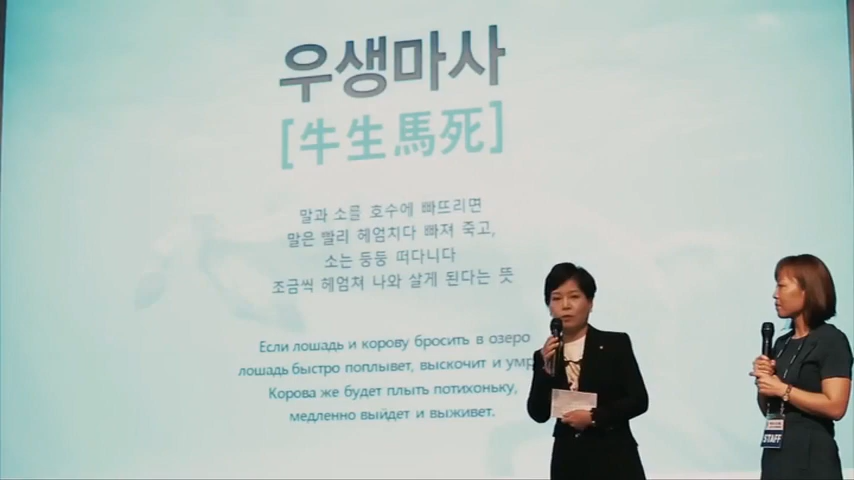 우생마사
[牛生馬死]
말과 소를 호수에 빠뜨리면
말은 빨리 헤엄치다 빠져 죽고,
소는 둥둥 떠다니다
조금씩 헤엄쳐 나와 살게 된다는 뜻
Если лошадь и корову бросить в озеро
лошадь быстро поплывет, выскочит и умр
Корова же будет плыть потихоньку,
медленно выйдет и выживет.
STAFF